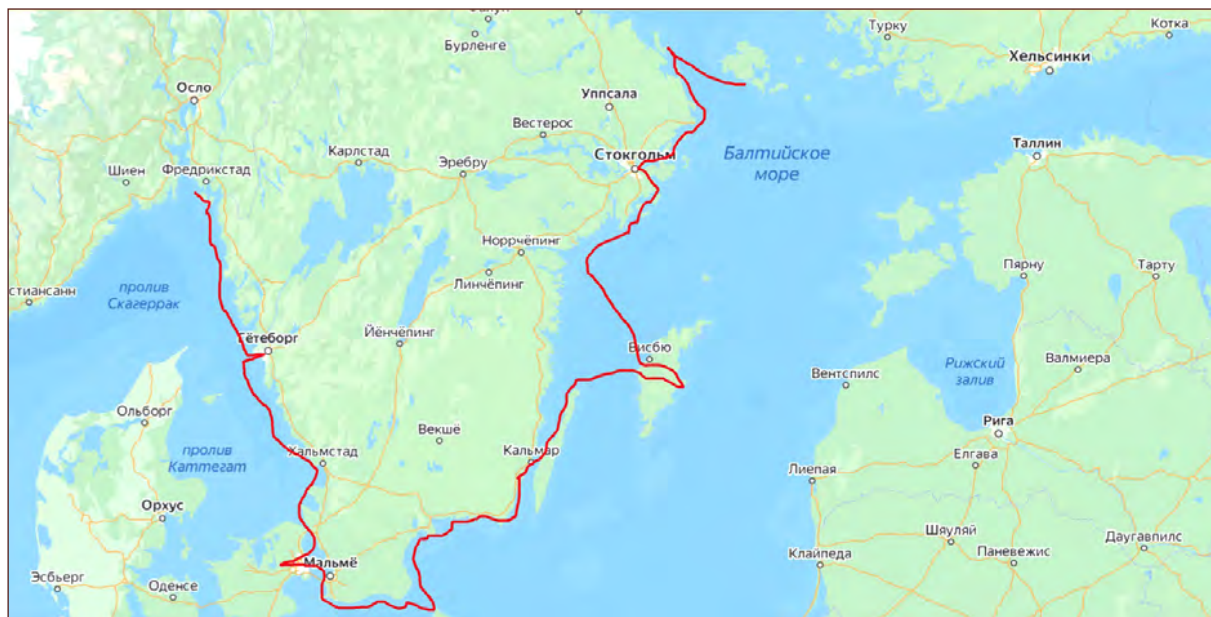 Бурленге
Турку
Котка
Хельсинки
Осло
Уппсала
Вестерос
Таллин
Карлстад
Эребру
Стокгольм
Балтийское
море
Шиен
Фредрикстад
Норрчёпинг
Линчёпинг
Пярну
Тарту
пролив
Скагеррак
стиансанн
Гётеборг
Йёнчёпинг
Висбю
Рижский
залив
Валмиера
Вентспилс
Ольборг
Векшё
Рига
пролив
Каттегат
Хальмстад
Кальмар
Елгава
Лиепая
Орхус
Шяуляй
Даугавпилс
Клайпеда
Паневежис
Мальмё
Эсбьерг
Оденсе